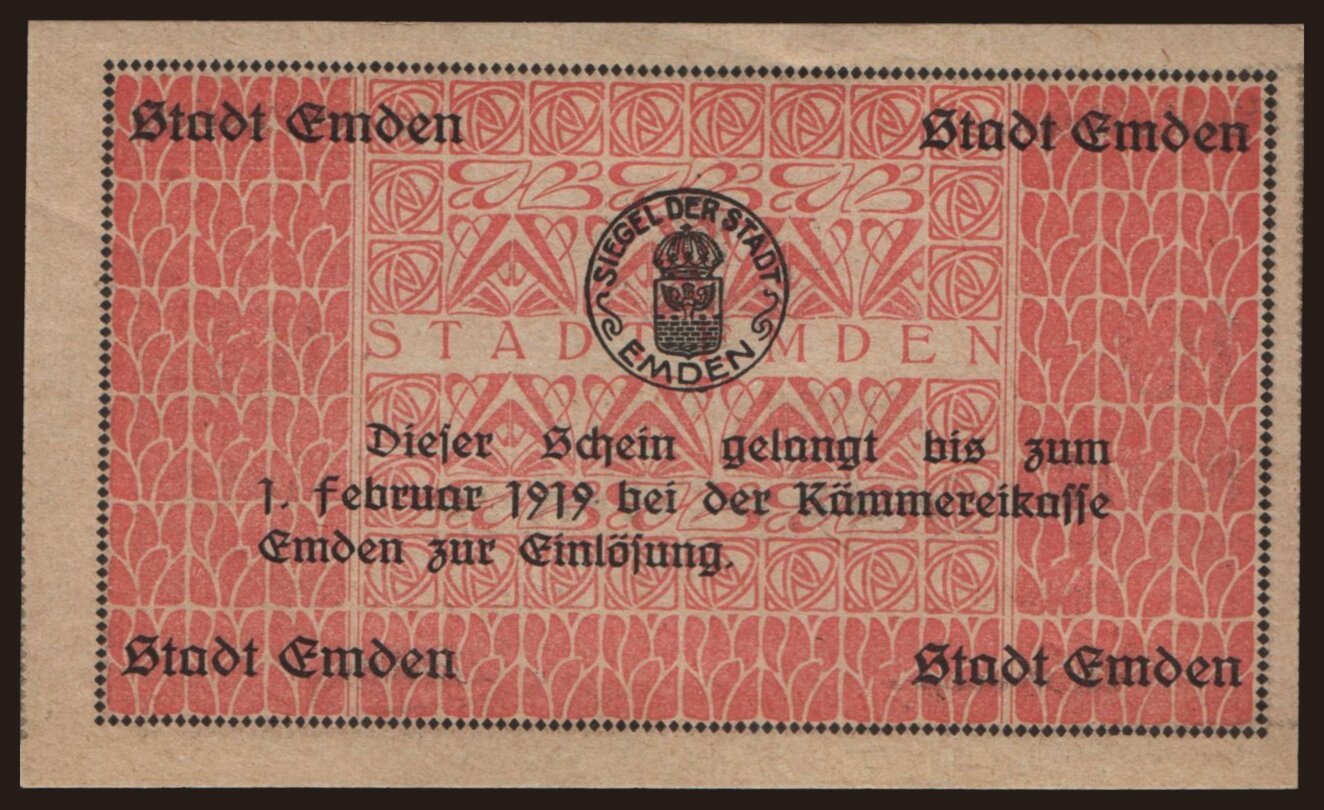 Stadt Emden Stadt Emden
SIEGEL DER STADT
EMDEN
STADT EMDEN
Dieser Schein gelangt bis zum
1. Februar 1919 bei der Kämmereikasse
Emden zur Einlösung.
Stadt Emden Stadt Emden